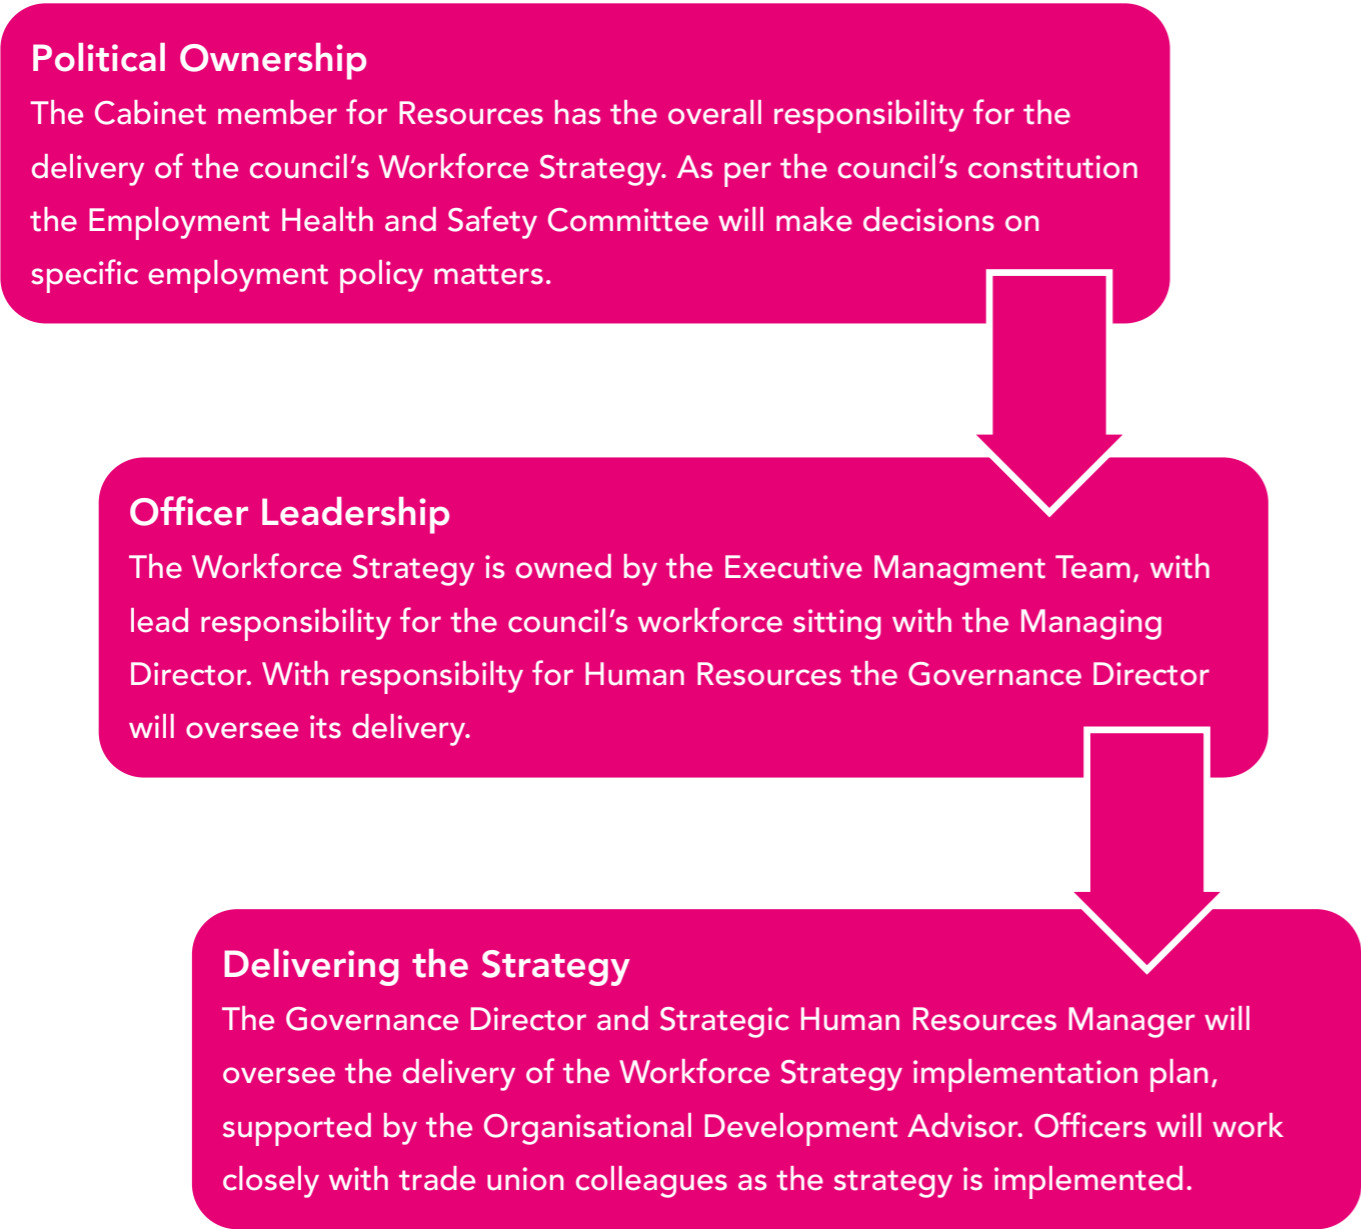 Political Ownership
The Cabinet member for Resources has the overall responsibility for the
delivery of the council’s Workforce Strategy. As per the council’s constitution
the Employment Health and Safety Committee will make decisions on
specific employment policy matters.
Officer Leadership
The Workforce Strategy is owned by the Executive Managment Team, with
lead responsibility for the council’s workforce sitting with the Managing
Director. With responsibilty for Human Resources the Governance Director
will oversee its delivery.
Delivering the Strategy
The Governance Director and Strategic Human Resources Manager will
oversee the delivery of the Workforce Strategy implementation plan,
supported by the Organisational Development Advisor. Officers will work
closely with trade union colleagues as the strategy is implemented.